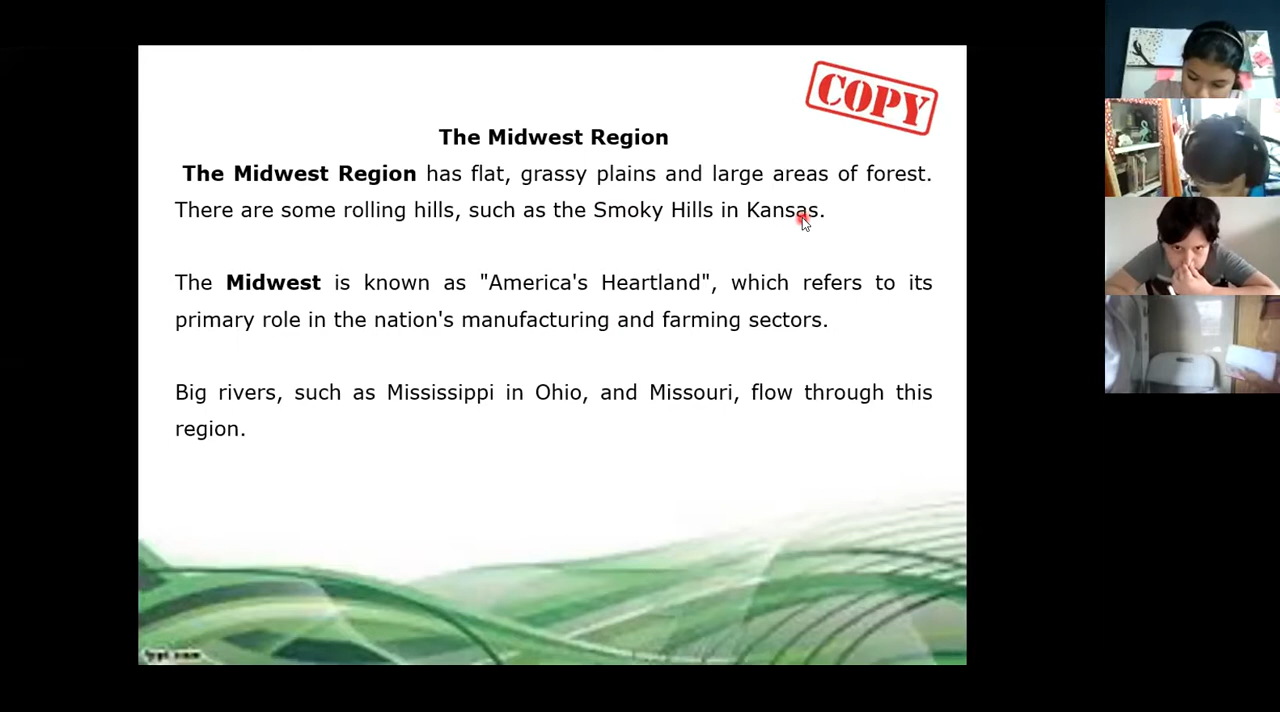 COPY
The Midwest Region
The Midwest Region has flat, grassy plains and large areas of forest.
There are some rolling hills, such as the Smoky Hills in Kansas.
The Midwest is known as "America's Heartland", which refers to its
primary role in the nation's manufacturing and farming sectors.
Big rivers, such as Mississippi in Ohio, and Missouri, flow through this
region.